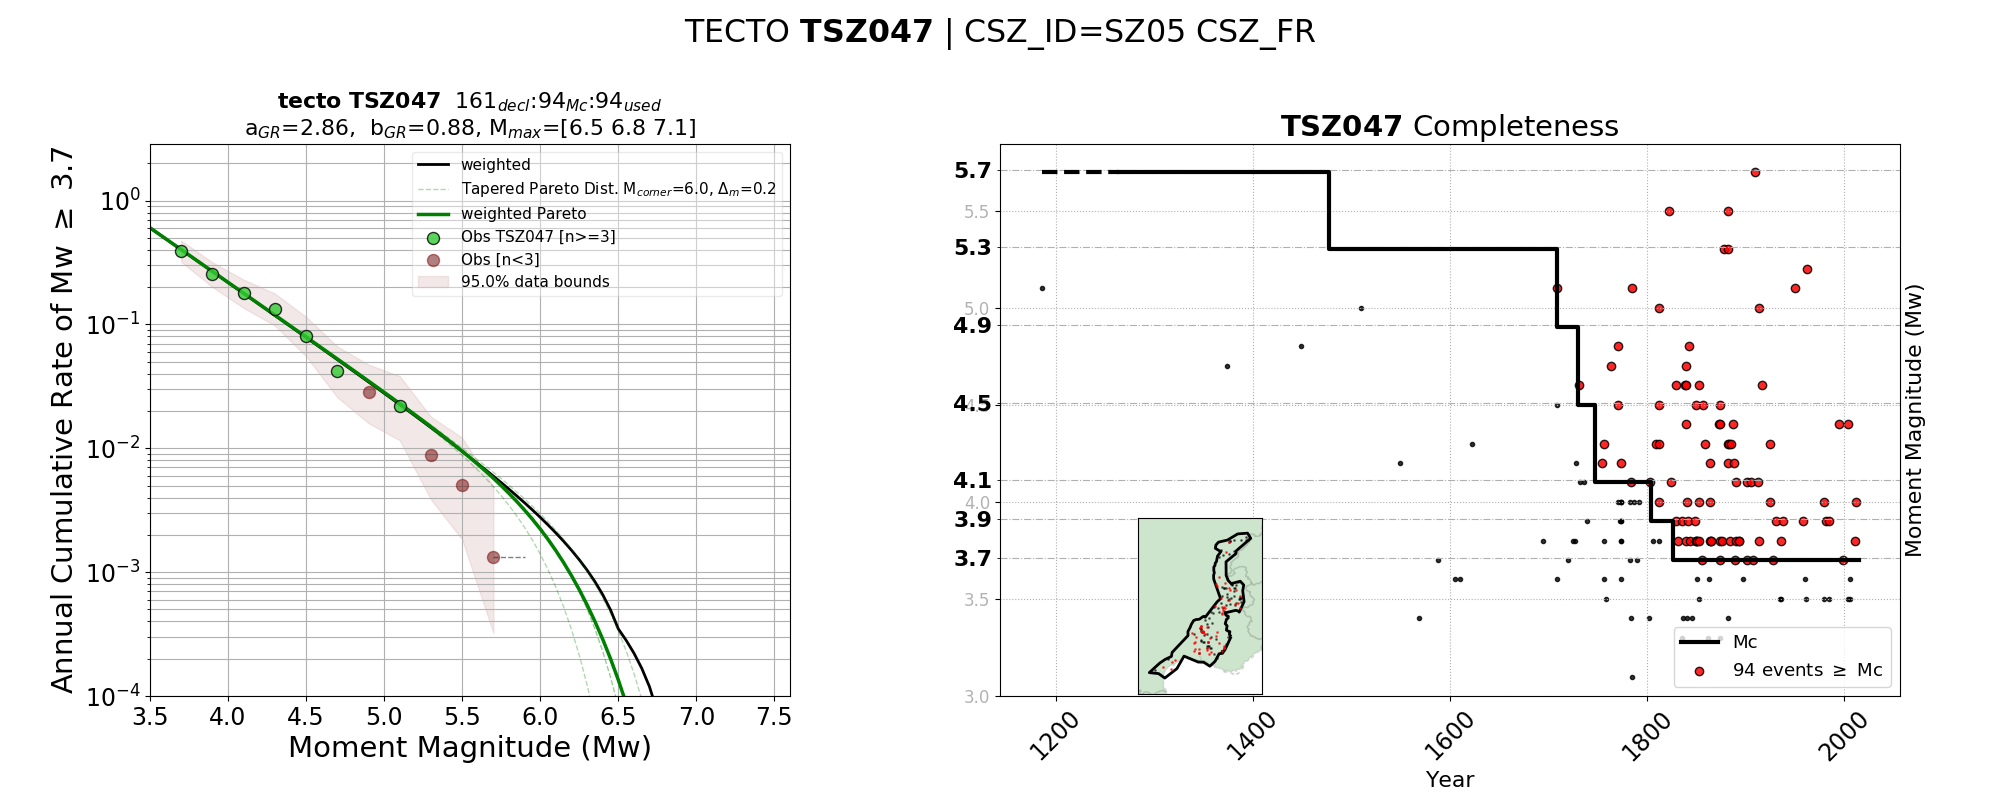 TECTO TSZ047 | CSZ_ID=SZ05 CSZ_FR
tecto TSZ047 161decl:94Mc:94used
aGR=2.86, bGR=0.88, Mmax=[6.5 6.8 7.1]
Annual Cumulative Rate of Mw ≥ 3.7
10^0
10^-1
10^-2
10^-3
10^-4
weighted
Tapered Pareto Dist. Mcorner=6.0, Δm=0.2
weighted Pareto
Obs TSZ047 [n>=3]
Obs [n<3]
95.0% data bounds
3.5 4.0 4.5 5.0 5.5 6.0 6.5 7.0 7.5
Moment Magnitude (Mw)
TSZ047 Completeness
5.7
5.5
5.3
5.0
4.9
4.5
4.5
4.1
4.0
3.9
3.7
3.5
3.0
Moment Magnitude (Mw)
Mc
94 events ≥ Mc
1200 1400 1600 1800 2000
Year